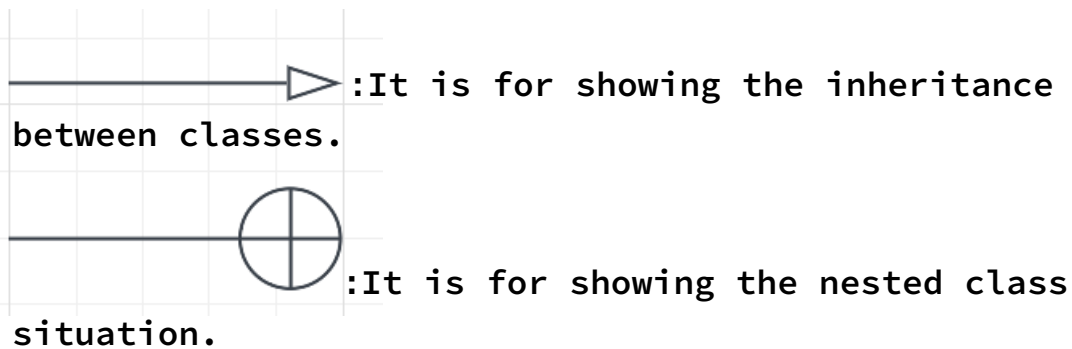 :It is for showing the inheritance
between classes.
:It is for showing the nested class
situation.